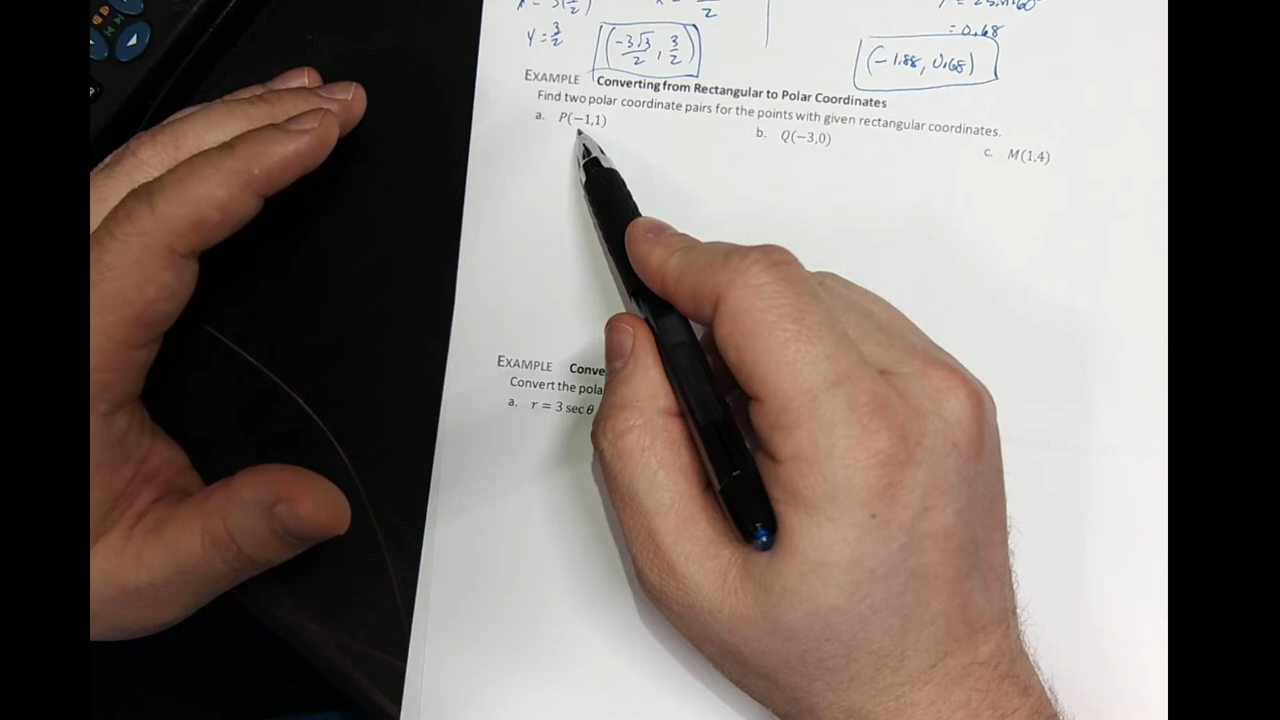 y = 3/2
(-3√3/2, 3/2)
= 0.68
(-1.88, 0.68)
EXAMPLE Converting from Rectangular to Polar Coordinates
Find two polar coordinate pairs for the points with given rectangular coordinates.
a. P(−1,1) b. Q(−3,0) c. M(1,4)
EXAMPLE Conve
Convert the pola
a. r = 3 sec θ